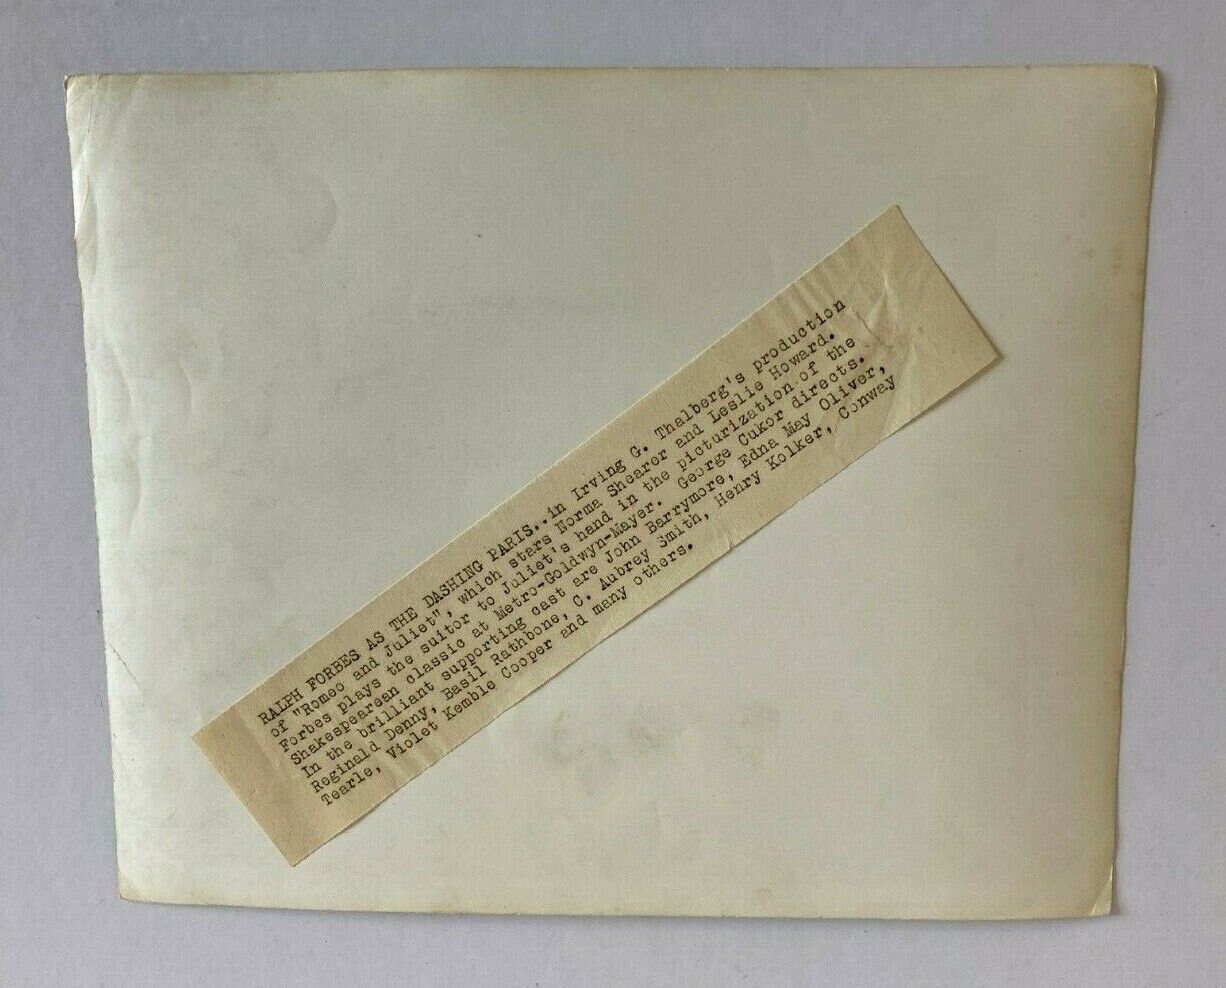 RALPH FORBES AS THE DASHING PARIS..in Irving G. Thalberg's production
of "Romeo and Juliet", which stars Norma Shearer and Leslie Howard.
Forbes plays the suitor to Juliet's hand in the picturization of the
Shakespearean classic at Metro-Goldwyn-Mayer. George Cukor directs.
In the brilliant supporting cast are John Barrymore, Edna May Oliver,
Reginald Denny, Basil Rathbone, C. Aubrey Smith, Henry Kolker, Conway
Tearle, Violet Kemble Cooper and many others.